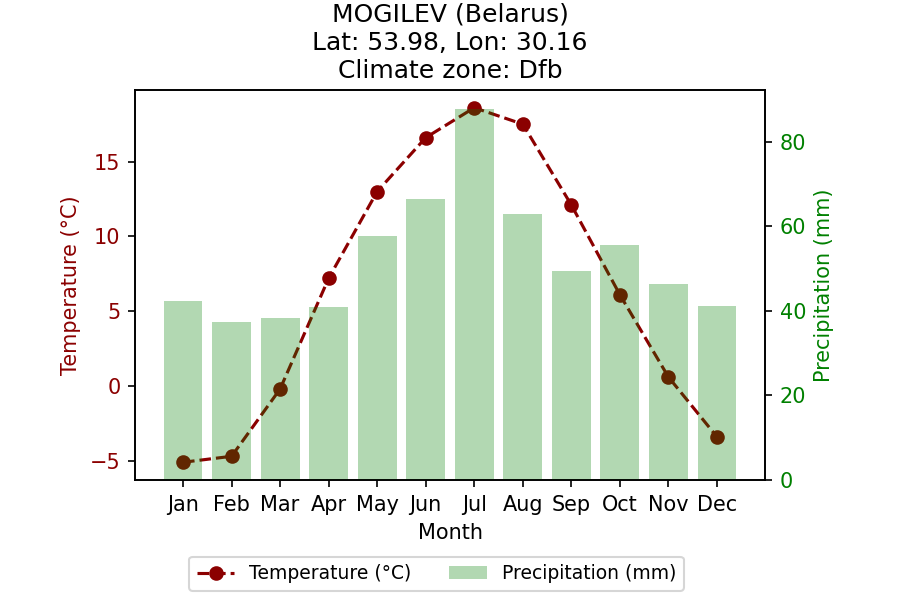 MOGILEV (Belarus)
Lat: 53.98, Lon: 30.16
Climate zone: Dfb
Temperature (°C)
15
10
5
0
−5
80
60
40
20
0
Precipitation (mm)
Jan Feb Mar Apr May Jun Jul Aug Sep Oct Nov Dec
Month
Temperature (°C) Precipitation (mm)